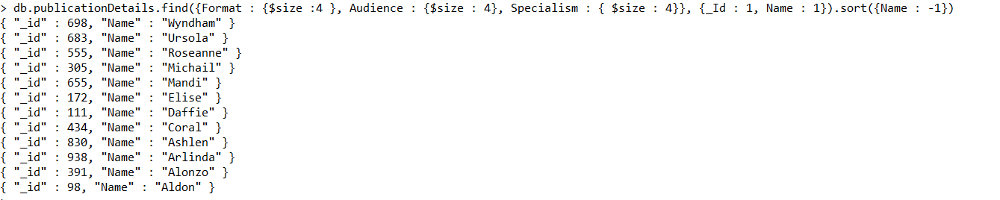 > db.publicationDetails.find({Format : {$size :4 }, Audience : {$size : 4}, Specialism : { $size : 4}}, {_Id : 1, Name : 1}).sort({Name : -1})
{ "_id" : 698, "Name" : "Wyndham" }
{ "_id" : 683, "Name" : "Ursola" }
{ "_id" : 555, "Name" : "Roseanne" }
{ "_id" : 305, "Name" : "Michail" }
{ "_id" : 655, "Name" : "Mandi" }
{ "_id" : 172, "Name" : "Elise" }
{ "_id" : 111, "Name" : "Daffie" }
{ "_id" : 434, "Name" : "Coral" }
{ "_id" : 830, "Name" : "Ashlen" }
{ "_id" : 938, "Name" : "Arlinda" }
{ "_id" : 391, "Name" : "Alonzo" }
{ "_id" : 98, "Name" : "Aldon" }